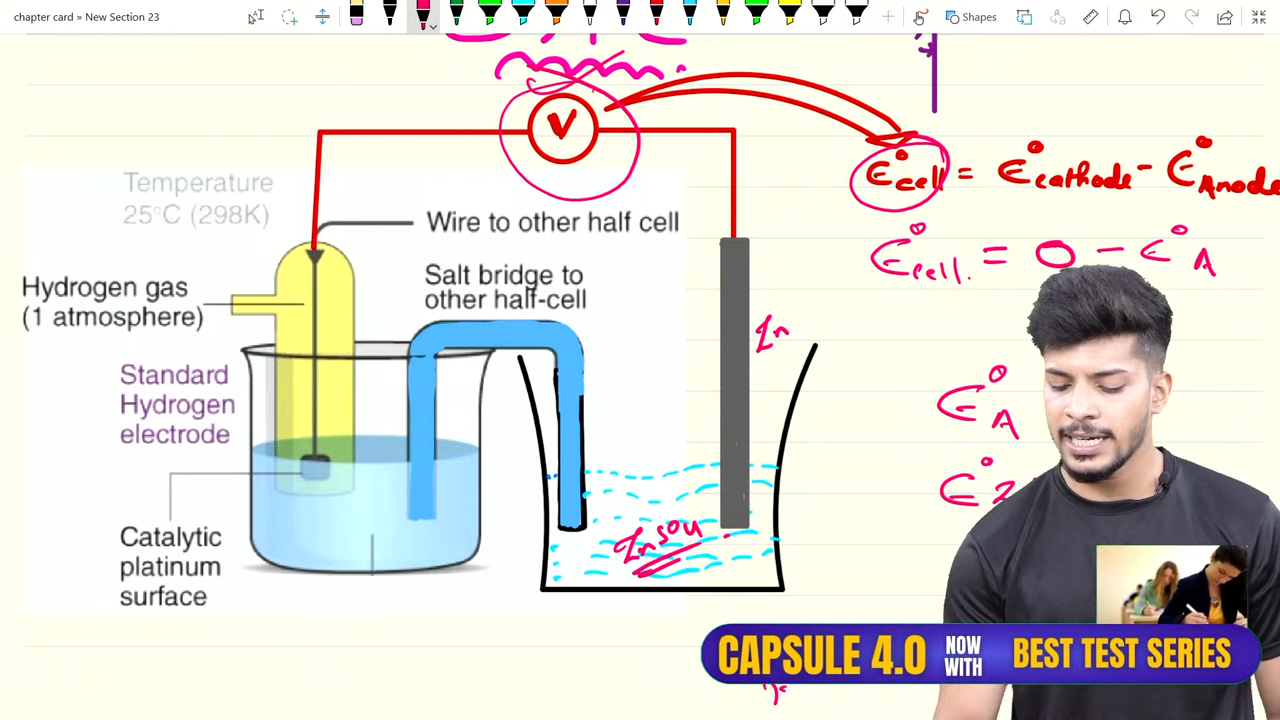 chapter card » New Section 23
Shapes
V
E°cell = E°cathode - E°Anode
E°cell. = 0 - E°A
Temperature
25°C (298K)
Wire to other half cell
Hydrogen gas
(1 atmosphere)
Salt bridge to
other half-cell
Zn
Standard
Hydrogen
electrode
E°A
E°Z
ZnSO4
Catalytic
platinum
surface
CAPSULE 4.0 NOW WITH BEST TEST SERIES